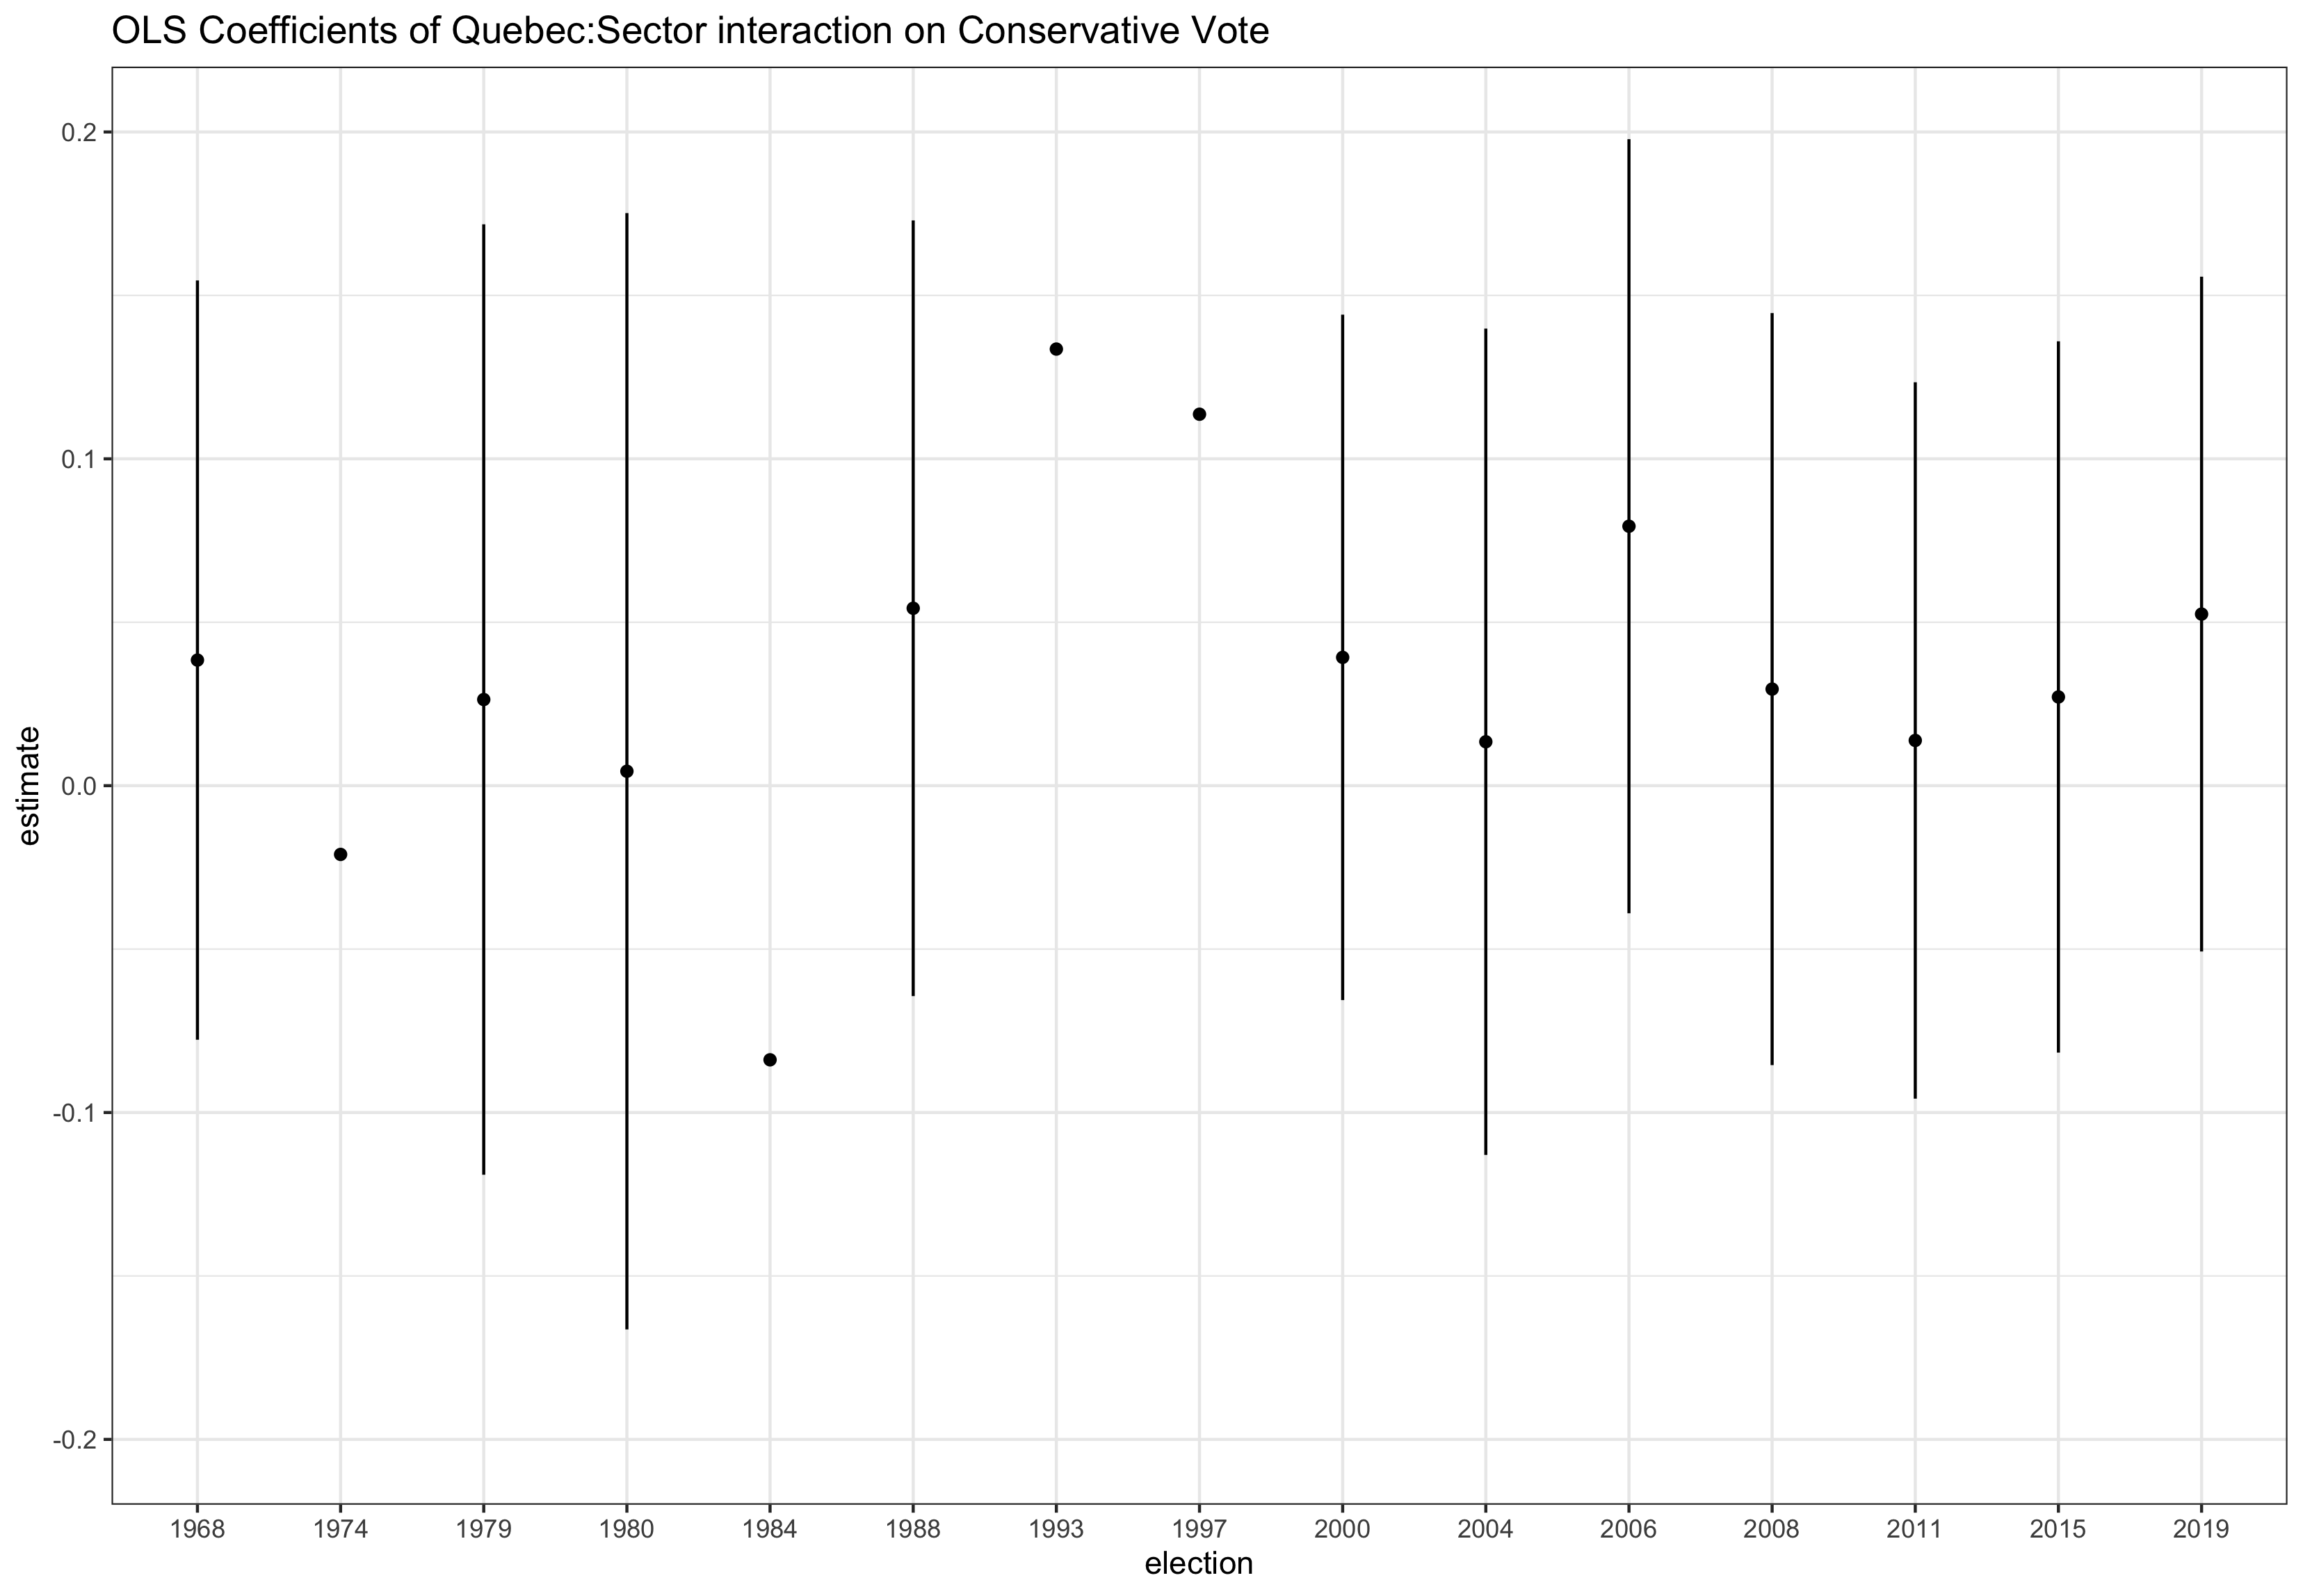 OLS Coefficients of Quebec:Sector interaction on Conservative Vote
0.2
0.1
0.0
-0.1
-0.2
estimate
1968 1974 1979 1980 1984 1988 1993 1997 2000 2004 2006 2008 2011 2015 2019
election